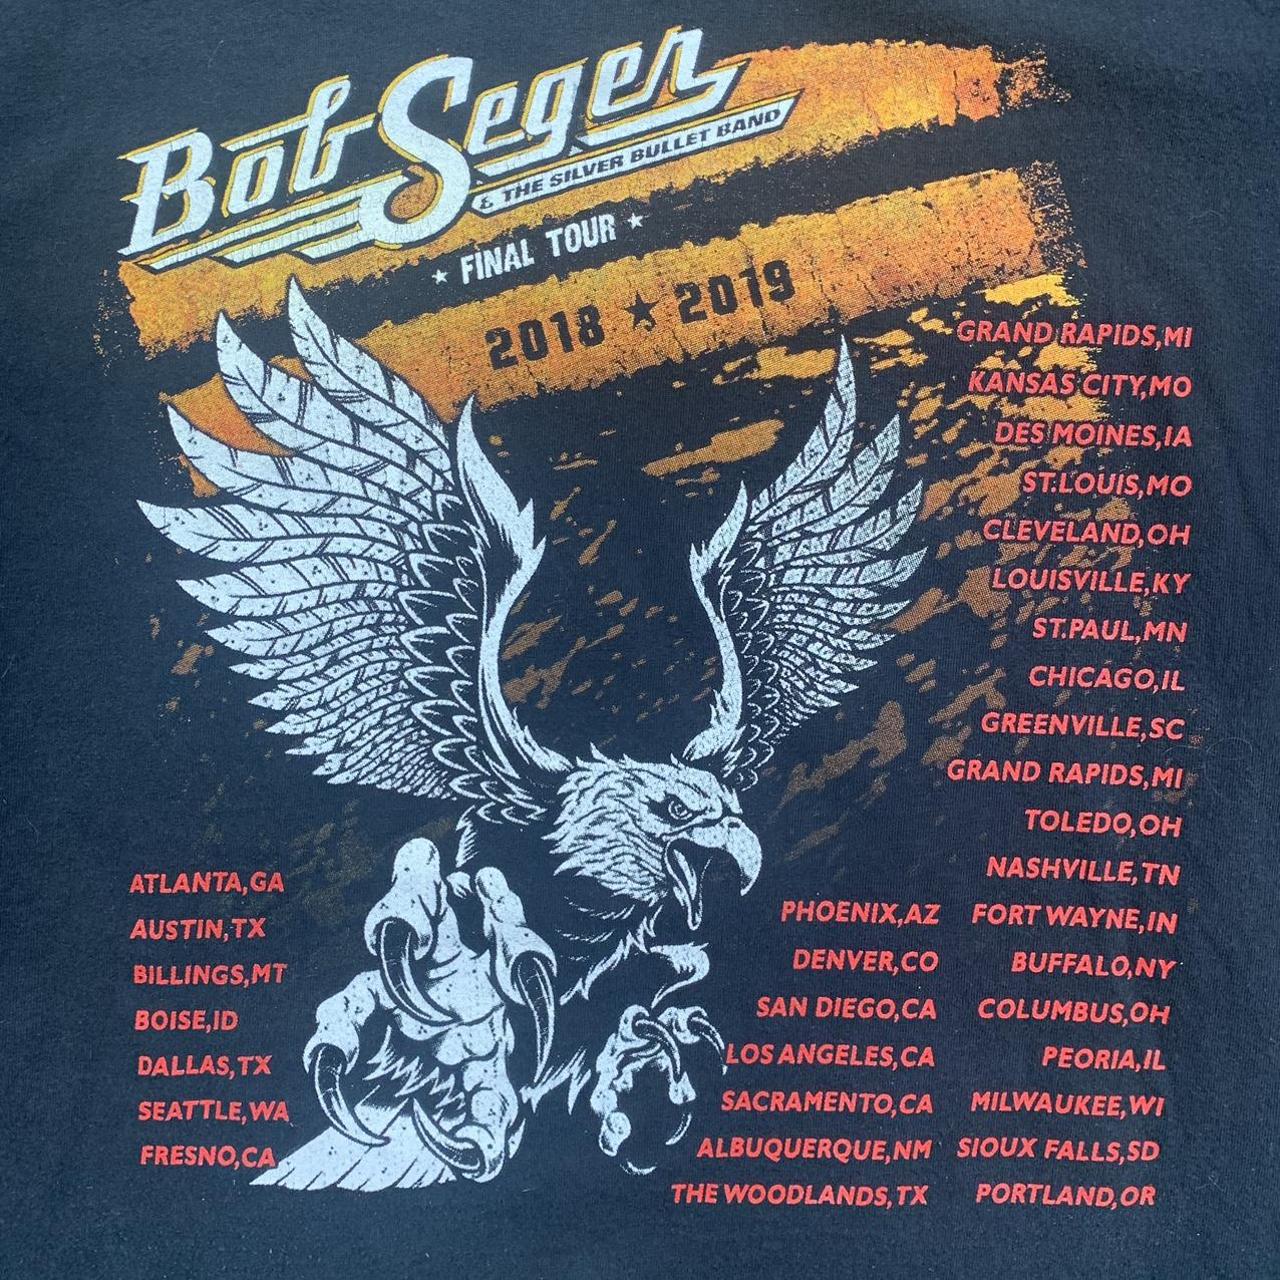 Bob Seger
& THE SILVER BULLET BAND
★ FINAL TOUR ★
2018 ★ 2019
GRAND RAPIDS,MI
KANSAS CITY,MO
DES MOINES,IA
ST.LOUIS,MO
CLEVELAND,OH
LOUISVILLE,KY
ST.PAUL,MN
CHICAGO,IL
GREENVILLE,SC
GRAND RAPIDS,MI
TOLEDO,OH
NASHVILLE,TN
FORT WAYNE,IN
BUFFALO,NY
COLUMBUS,OH
PEORIA,IL
MILWAUKEE,WI
SIOUX FALLS,SD
PORTLAND,OR
ATLANTA,GA
AUSTIN,TX
BILLINGS,MT
BOISE,ID
DALLAS,TX
SEATTLE,WA
FRESNO,CA
PHOENIX,AZ
DENVER,CO
SAN DIEGO,CA
LOS ANGELES,CA
SACRAMENTO,CA
ALBUQUERQUE,NM
THE WOODLANDS,TX